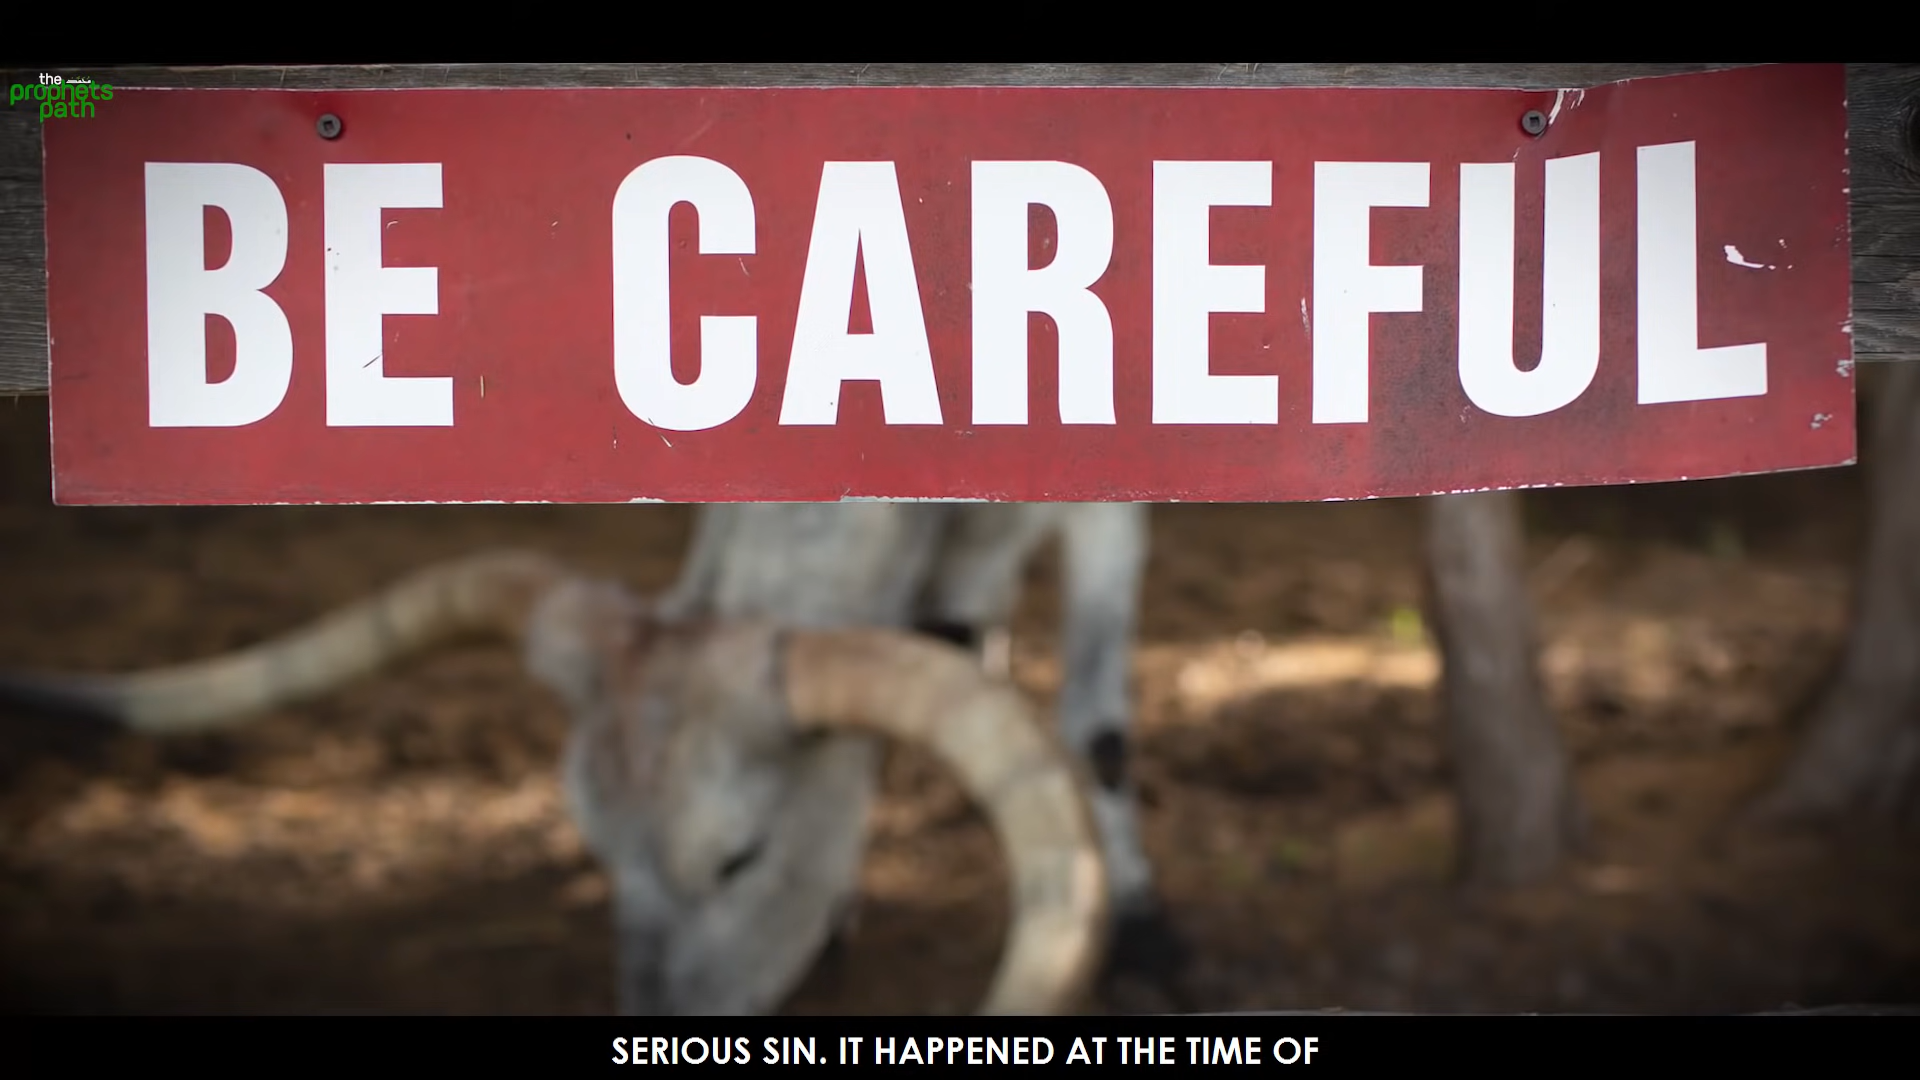 the
prophets
path
BE CAREFUL
SERIOUS SIN. IT HAPPENED AT THE TIME OF